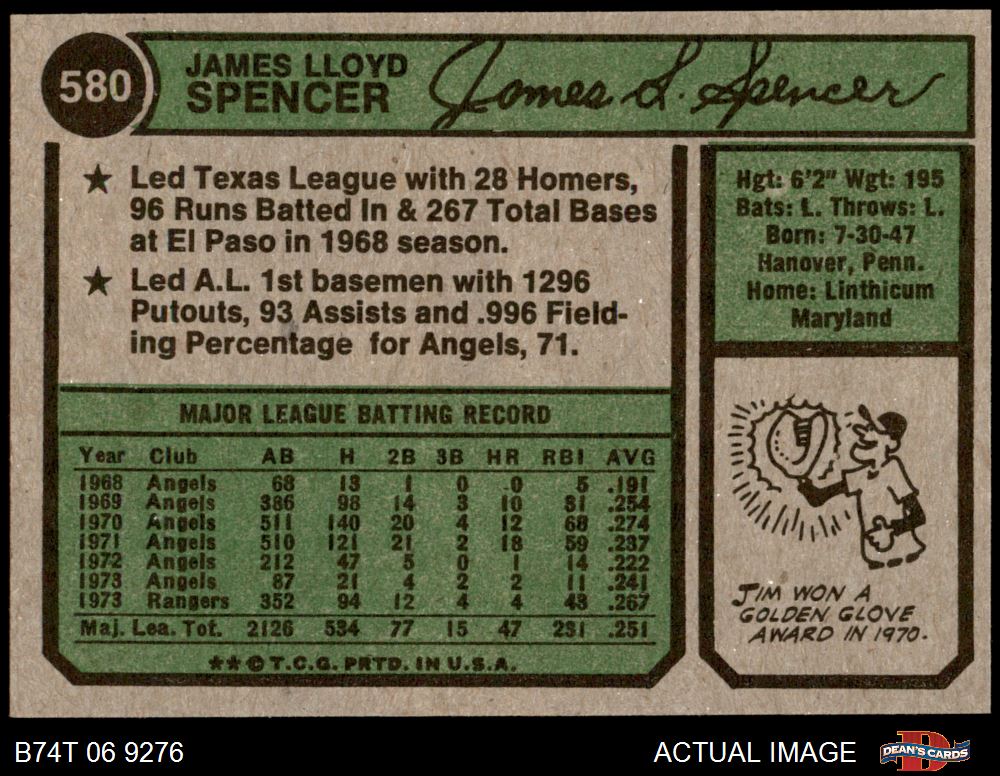 580
JAMES LLOYD
SPENCER
James L. Spencer
★ Led Texas League with 28 Homers,
96 Runs Batted In & 267 Total Bases
at El Paso in 1968 season.
★ Led A.L. 1st basemen with 1296
Putouts, 93 Assists and .996 Field-
ing Percentage for Angels, 71.
Hgt: 6'2" Wgt: 195
Bats: L. Throws: L.
Born: 7-30-47
Hanover, Penn.
Home: Linthicum
Maryland
MAJOR LEAGUE BATTING RECORD
Year Club AB H 2B 3B HR RBI AVG
1968 Angels 68 13 1 0 0 5 .191
1969 Angels 386 98 14 3 10 31 .254
1970 Angels 511 140 20 4 12 68 .274
1971 Angels 510 121 21 2 18 59 .237
1972 Angels 212 47 5 0 1 14 .222
1973 Angels 87 21 4 2 2 11 .241
1973 Rangers 352 94 12 4 4 43 .267
Maj. Lea. Tot. 2126 534 77 15 47 231 .251
★★© T.C.G. PRTD. IN U.S.A.
JIM WON A
GOLDEN GLOVE
AWARD IN 1970.
B74T 06 9276
ACTUAL IMAGE
D
DEAN'S CARDS